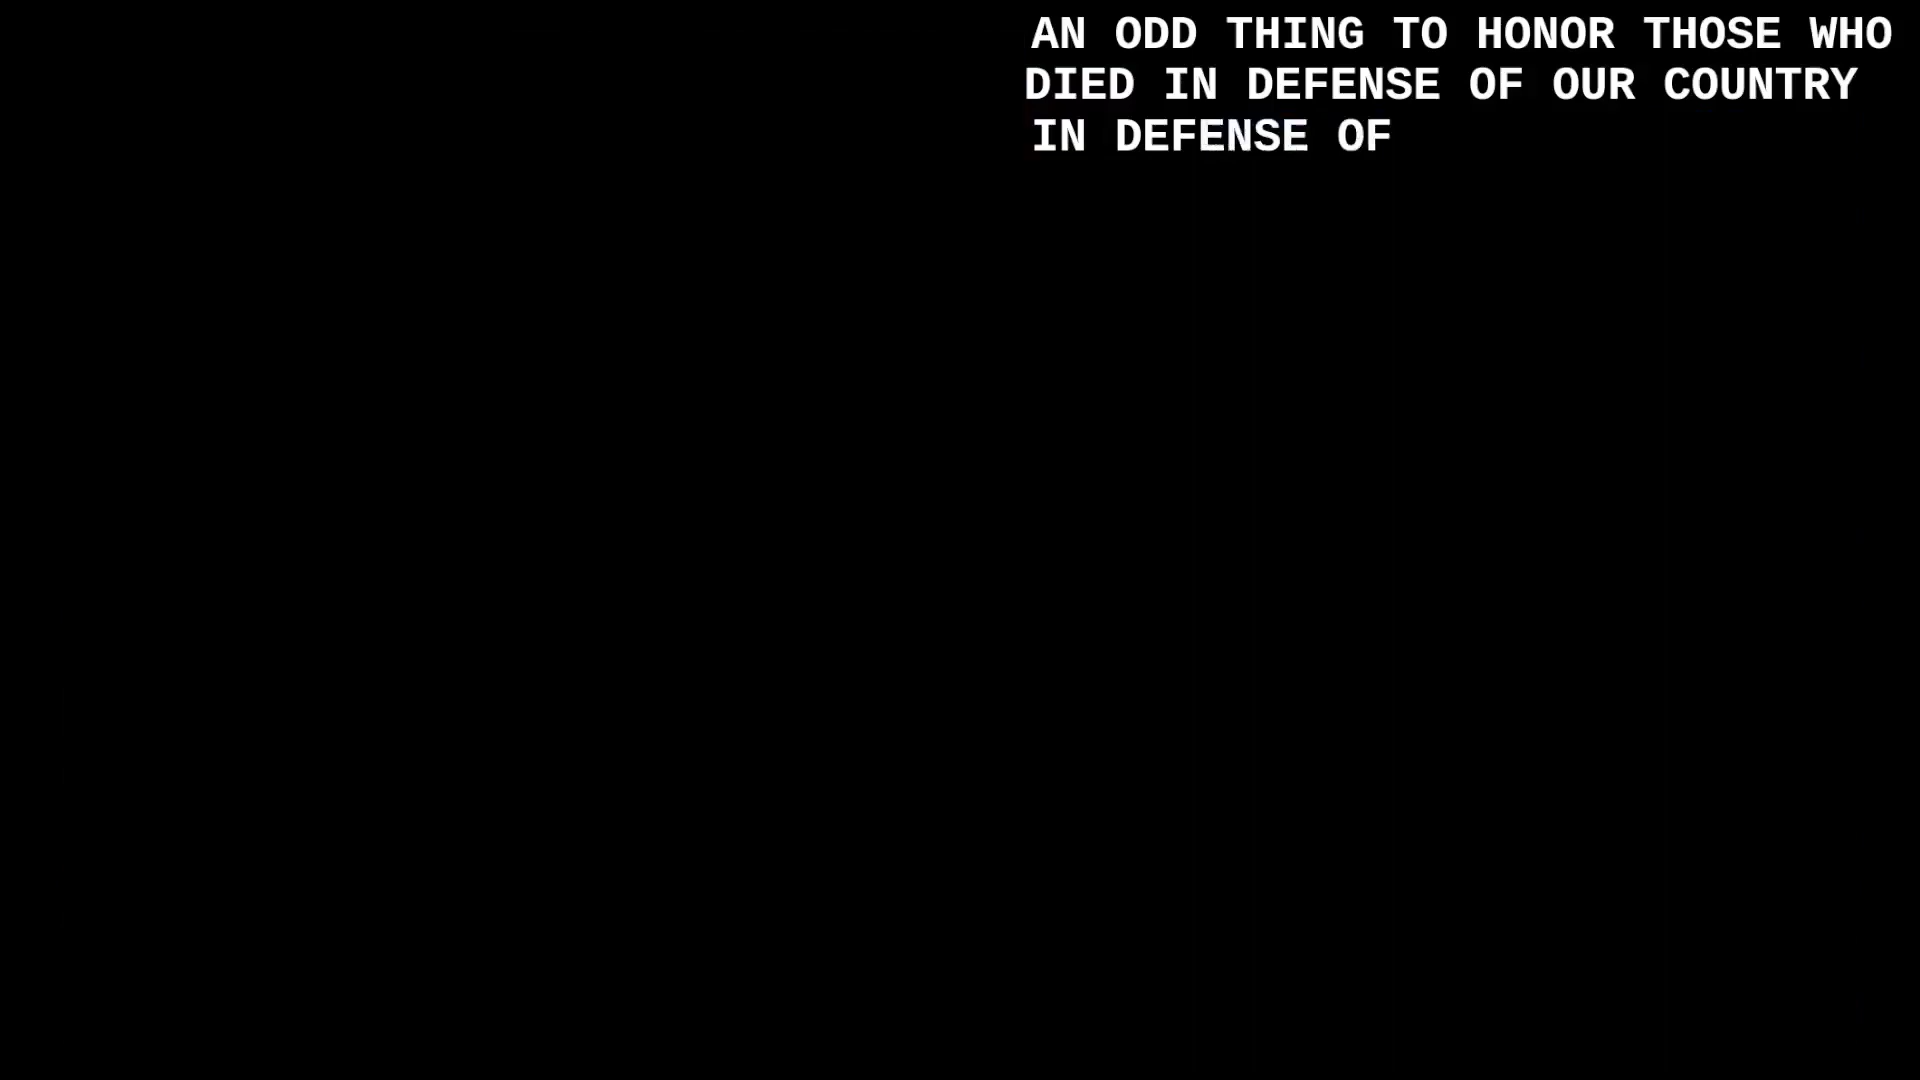 AN ODD THING TO HONOR THOSE WHO
DIED IN DEFENSE OF OUR COUNTRY
IN DEFENSE OF